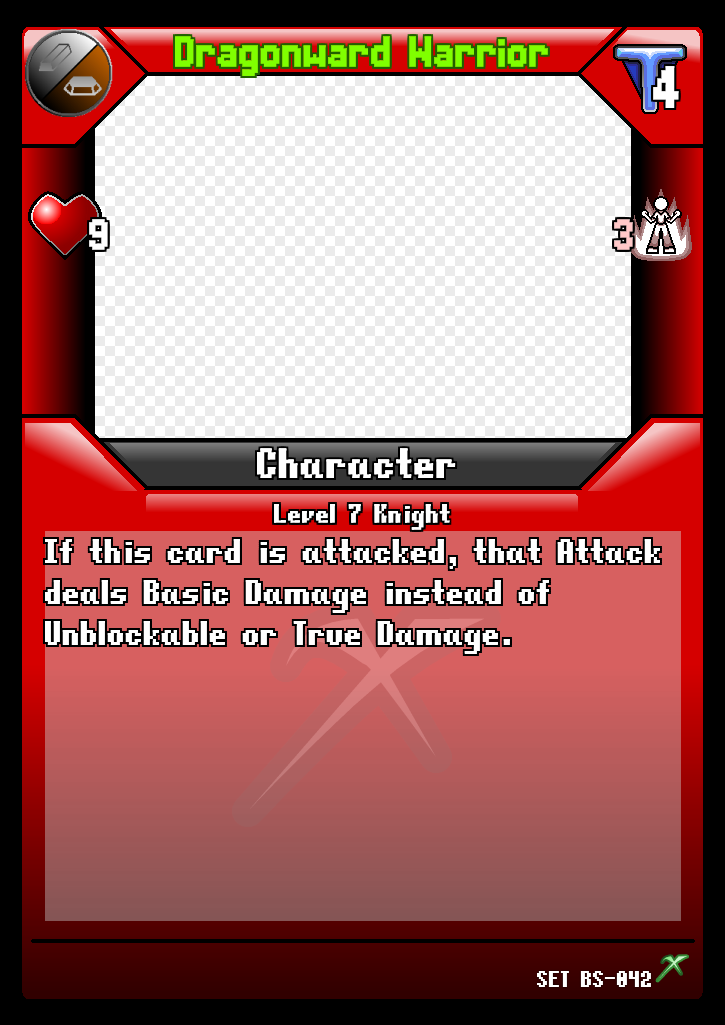 Dragonward Warrior
4
9
3
Character
Level 7 Knight
If this card is attacked, that Attack
deals Basic Damage instead of
Unblockable or True Damage.
SET BS-042